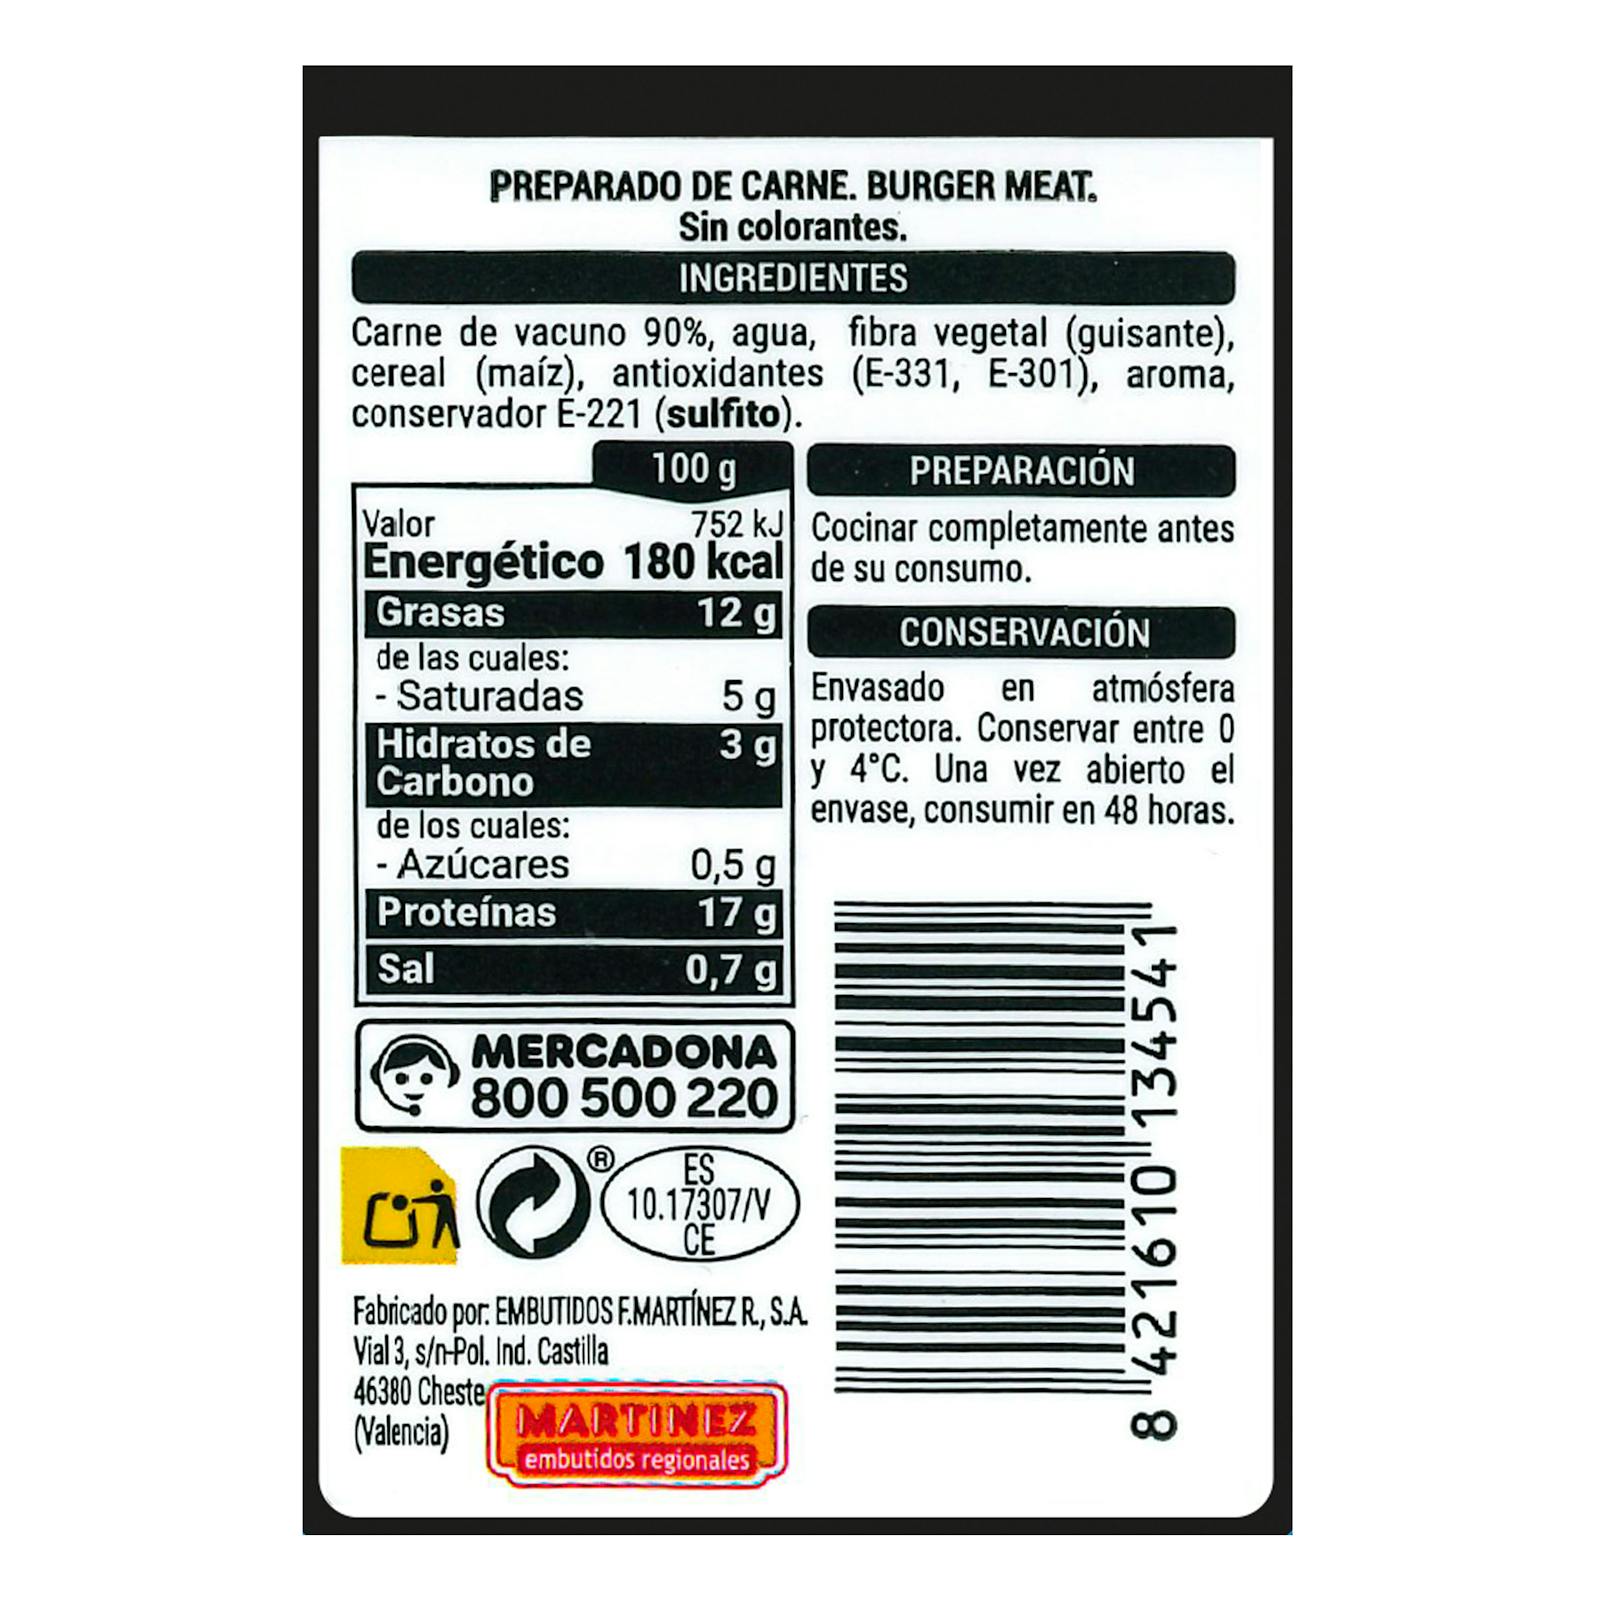 PREPARADO DE CARNE. BURGER MEAT.
Sin colorantes.
INGREDIENTES
Carne de vacuno 90%, agua, fibra vegetal (guisante),
cereal (maíz), antioxidantes (E-331, E-301), aroma,
conservador E-221 (sulfito).
100 g
Valor 752 kJ
Energético 180 kcal
Grasas 12 g
de las cuales:
- Saturadas 5 g
Hidratos de 3 g
Carbono
de los cuales:
- Azúcares 0,5 g
Proteínas 17 g
Sal 0,7 g
PREPARACIÓN
Cocinar completamente antes
de su consumo.
CONSERVACIÓN
Envasado en atmósfera
protectora. Conservar entre 0
y 4°C. Una vez abierto el
envase, consumir en 48 horas.
MERCADONA
800 500 220
®
ES
10.17307/V
CE
Fabricado por: EMBUTIDOS F.MARTÍNEZ R., S.A.
Vial 3, s/n-Pol. Ind. Castilla
46380 Cheste
(Valencia)
MARTINEZ
embutidos regionales
8 421610 134541